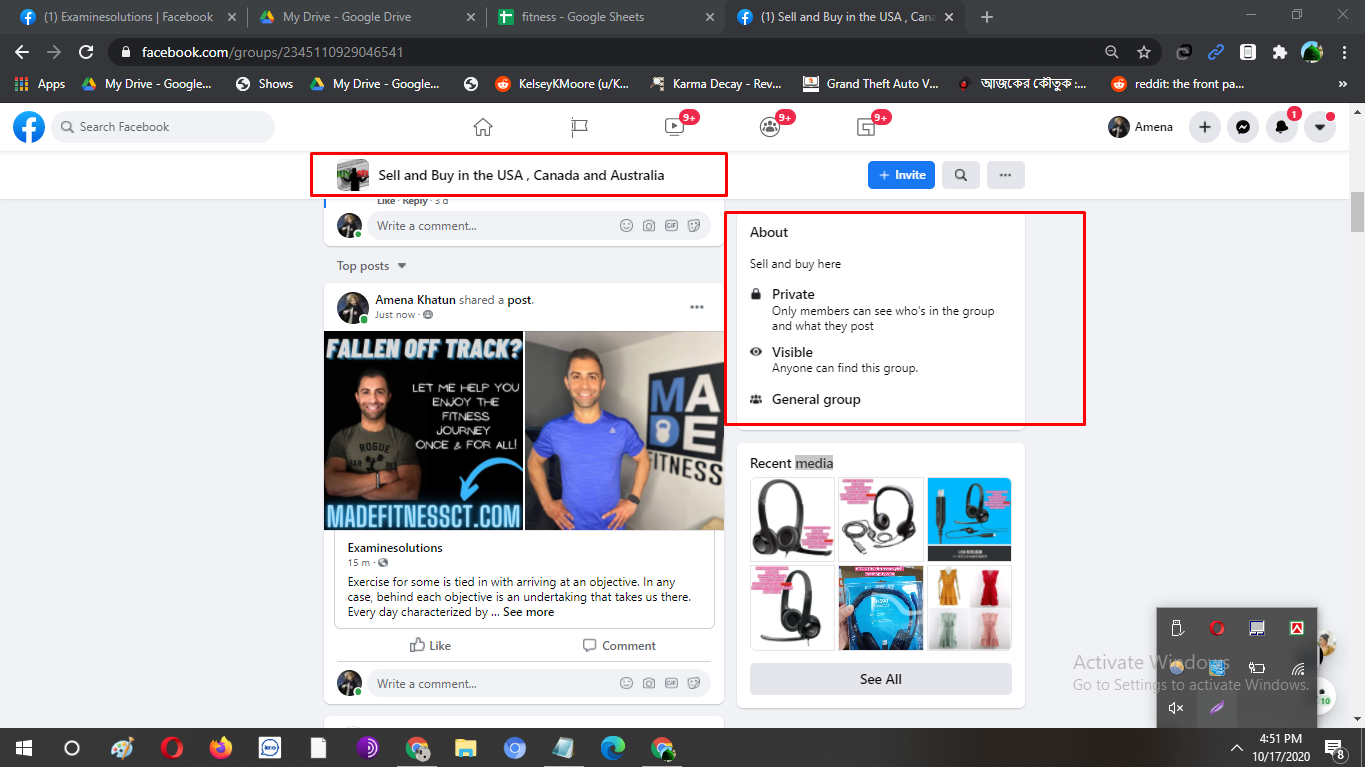 (1) Examinesolutions | Facebook
My Drive - Google Drive
fitness - Google Sheets
(1) Sell and Buy in the USA , Cana
facebook.com/groups/2345110929046541
Apps
My Drive - Google...
Shows
My Drive - Google...
KelseyKMoore (u/K...
Karma Decay - Rev...
Grand Theft Auto V...
আজকের কৌতুক :...
reddit: the front pa...
Search Facebook
9+
9+
9+
Amena
1
Sell and Buy in the USA , Canada and Australia
+ Invite
Like · Reply · 3 d
Write a comment...
GIF
Top posts
Amena Khatun shared a post.
Just now ·
FALLEN OFF TRACK?
LET ME HELP YOU
ENJOY THE
FITNESS
JOURNEY
ONCE & FOR ALL!
ROGUE
BAR BE
MADEFITNESSCT.COM
MA
DE
FITNESS
Examinesolutions
15 m ·
Exercise for some is tied in with arriving at an objective. In any
case, behind each objective is an undertaking that takes us there.
Every day characterized by ... See more
Like
Comment
Write a comment...
GIF
About
Sell and buy here
Private
Only members can see who's in the group
and what they post
Visible
Anyone can find this group.
General group
Recent media
See All
Activate Windows
Go to Settings to activate Windows.
10
4:51 PM
10/17/2020
8